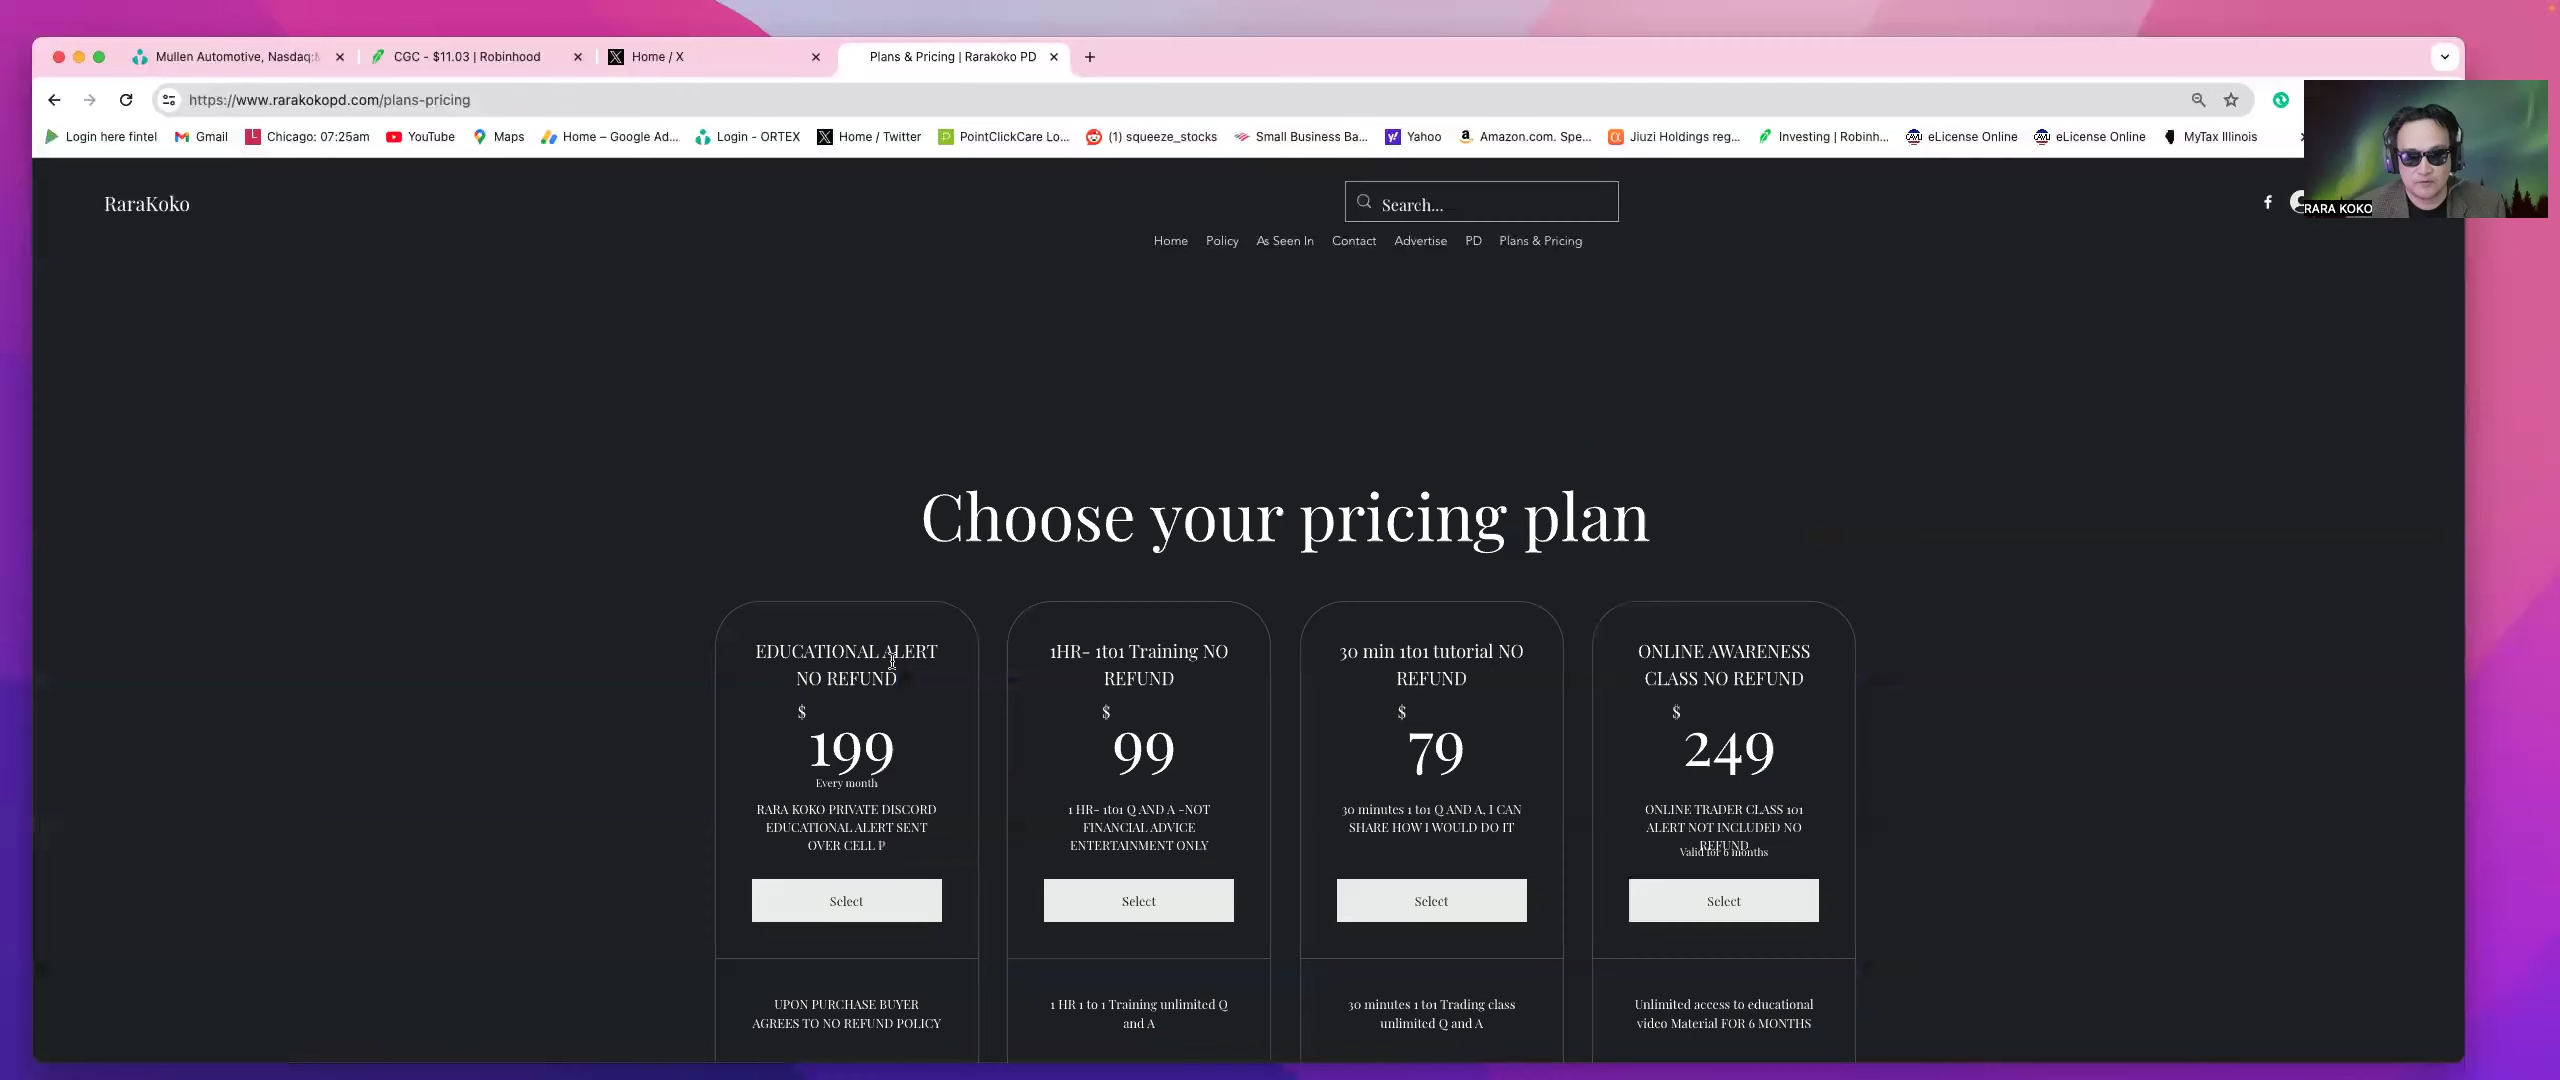 Mullen Automotive, Nasdaq:
CGC - $11.03 | Robinhood
Home / X
Plans & Pricing | Rarakoko PD
https://www.rarakokopd.com/plans-pricing
Login here fintel
Gmail
Chicago: 07:25am
YouTube
Maps
Home – Google Ad...
Login - ORTEX
Home / Twitter
PointClickCare Lo...
(1) squeeze_stocks
Small Business Ba...
Yahoo
Amazon.com. Spe...
Jiuzi Holdings reg...
Investing | Robinh...
eLicense Online
eLicense Online
MyTax Illinois
RARA KOKO
RaraKoko
Search...
Home
Policy
As Seen In
Contact
Advertise
PD
Plans & Pricing
Choose your pricing plan
EDUCATIONAL ALERT
NO REFUND
$
199
Every month
RARA KOKO PRIVATE DISCORD
EDUCATIONAL ALERT SENT
OVER CELL P
Select
UPON PURCHASE BUYER
AGREES TO NO REFUND POLICY
1HR- 1to1 Training NO
REFUND
$
99
1 HR- 1to1 Q AND A -NOT
FINANCIAL ADVICE
ENTERTAINMENT ONLY
Select
1 HR 1 to 1 Training unlimited Q
and A
30 min 1to1 tutorial NO
REFUND
$
79
30 minutes 1 to1 Q AND A, I CAN
SHARE HOW I WOULD DO IT
Select
30 minutes 1 to1 Trading class
unlimited Q and A
ONLINE AWARENESS
CLASS NO REFUND
$
249
ONLINE TRADER CLASS 101
ALERT NOT INCLUDED NO
REFUND
Valid for 6 months
Select
Unlimited access to educational
video Material FOR 6 MONTHS